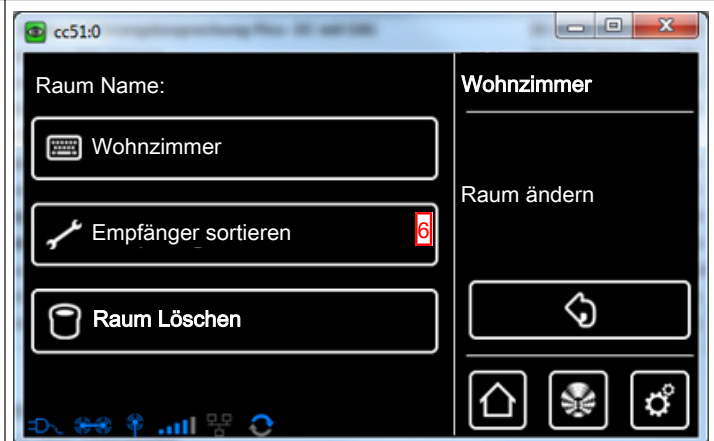 cc51:0
Raum Name:
Wohnzimmer
Empfänger sortieren 6
Raum Löschen
Wohnzimmer
Raum ändern